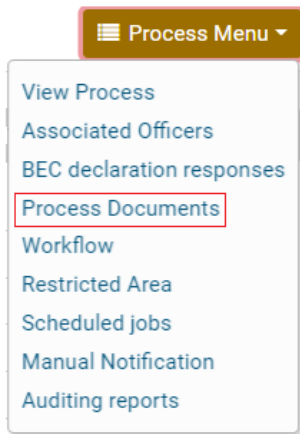 Process Menu
View Process
Associated Officers
BEC declaration responses
Process Documents
Workflow
Restricted Area
Scheduled jobs
Manual Notification
Auditing reports